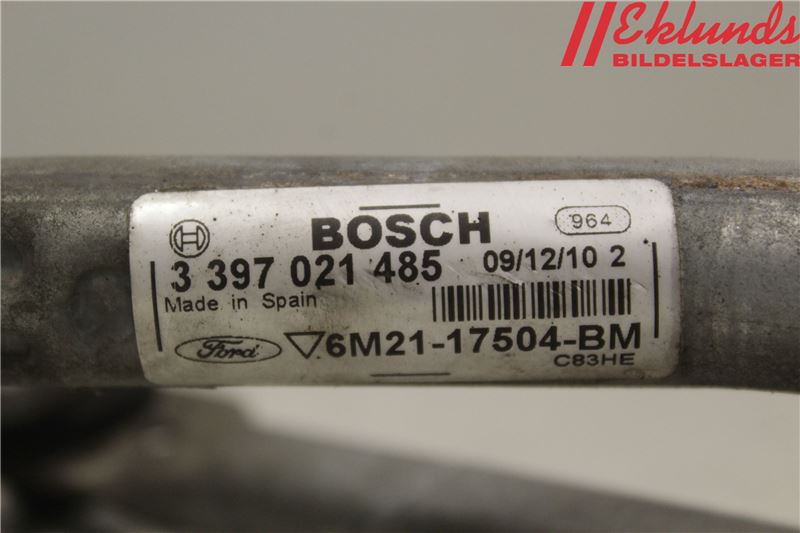 Eklunds
BILDELSLAGER
BOSCH
964
3 397 021 485
09/12/10 2
Made in Spain
Ford
6M21-17504-BM
C83HE